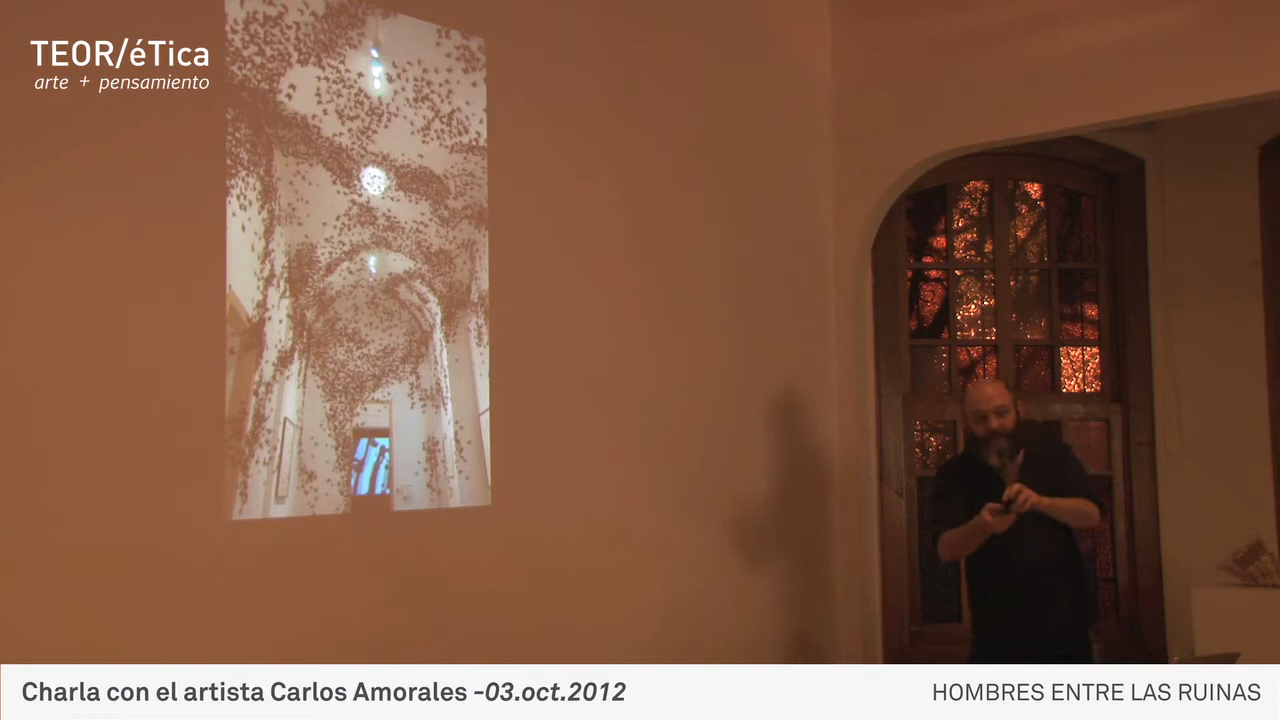 TEOR/éTica
arte + pensamiento
Charla con el artista Carlos Amorales -03.oct.2012
HOMBRES ENTRE LAS RUINAS